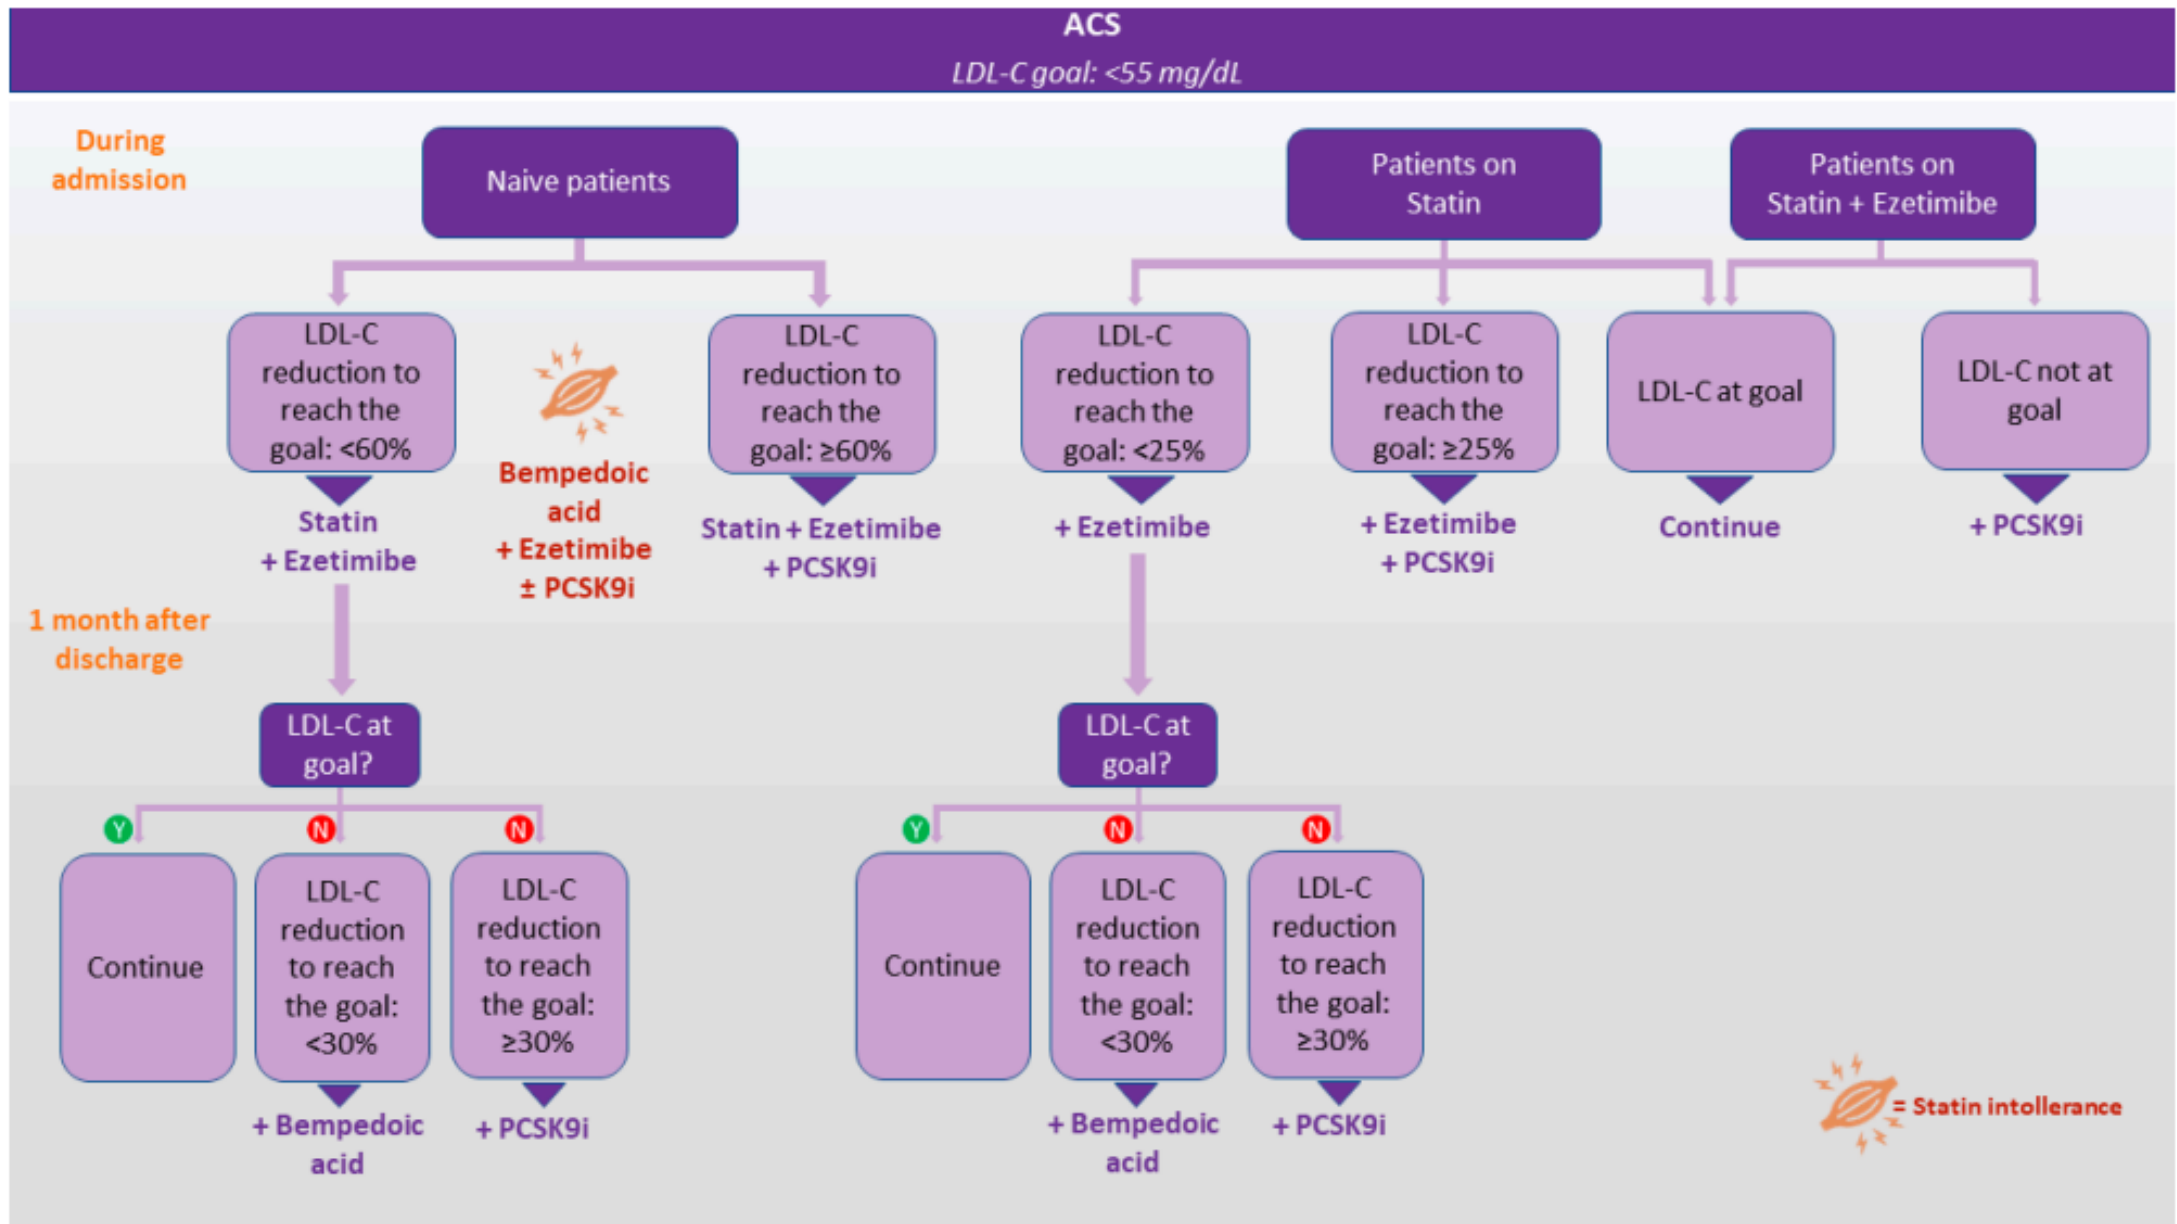 ACS
LDL-C goal: <55 mg/dL
During
admission
Naive patients
Patients on
Statin
Patients on
Statin + Ezetimibe
LDL-C
reduction to
reach the
goal: <60%
Bempedoic
acid
+ Ezetimibe
± PCSK9i
LDL-C
reduction to
reach the
goal: ≥60%
LDL-C
reduction to
reach the
goal: <25%
LDL-C
reduction to
reach the
goal: ≥25%
LDL-C at goal
LDL-C not at
goal
Statin
+ Ezetimibe
Statin + Ezetimibe
+ PCSK9i
+ Ezetimibe
+ Ezetimibe
+ PCSK9i
Continue
+ PCSK9i
1 month after
discharge
LDL-C at
goal?
LDL-C at
goal?
Y
N
N
Y
N
N
Continue
LDL-C
reduction
to reach
the goal:
<30%
LDL-C
reduction
to reach
the goal:
≥30%
Continue
LDL-C
reduction
to reach
the goal:
<30%
LDL-C
reduction
to reach
the goal:
≥30%
+ Bempedoic
acid
+ PCSK9i
+ Bempedoic
acid
+ PCSK9i
= Statin intollerance